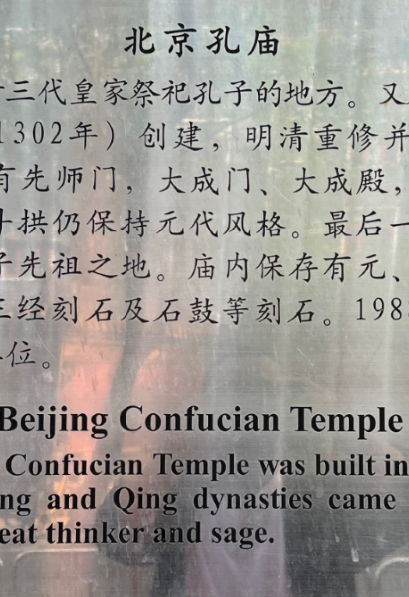 北京孔庙
三代皇家祭祀孔子的地方。又
1302年）创建，明清重修并
有先师门，大成门、大成殿，
拱仍保持元代风格。最后一
子先祖之地。庙内保存有元、
三经刻石及石鼓等刻石。198
位。
Beijing Confucian Temple
Confucian Temple was built in
ng and Qing dynasties came
eat thinker and sage.